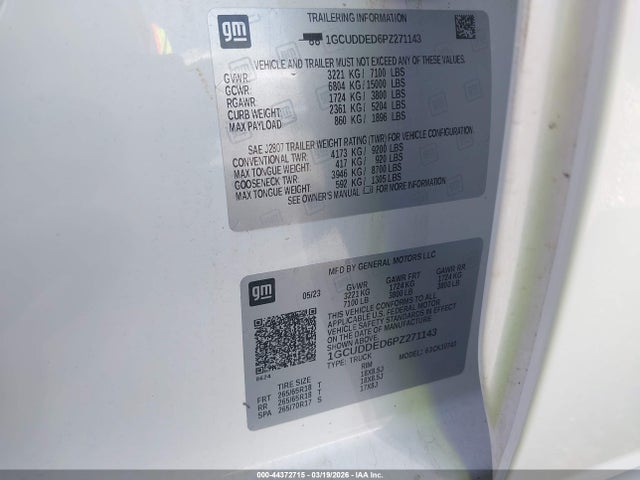 gm
TRAILERING INFORMATION
1GCUDDED6PZ271143
VEHICLE AND TRAILER MUST NOT EXCEED ANY OF THESE MAXIMUMS
GVWR: 3221 KG/ 7100 LBS
GCWR: 6804 KG/ 15000 LBS
RGAWR: 1724 KG/ 3800 LBS
CURB WEIGHT: 2361 KG/ 5204 LBS
MAX PAYLOAD: 860 KG/ 1896 LBS
SAE J2807 TRAILER WEIGHT RATING (TWR) FOR VEHICLE CONFIGURATION
CONVENTIONAL TWR: 4173 KG/ 9200 LBS
MAX TONGUE WEIGHT: 417 KG/ 920 LBS
GOOSENECK TWR: 3946 KG/ 8700 LBS
MAX TONGUE WEIGHT: 592 KG/ 1305 LBS
SEE OWNER'S MANUAL FOR MORE INFORMATION
gm
MFD BY GENERAL MOTORS LLC
05/23
GVWR GAWR FRT GAWR RR
3221 KG 1724 KG 1724 KG
7100 LB 3800 LB 3800 LB
THIS VEHICLE CONFORMS TO ALL
APPLICABLE U.S. FEDERAL MOTOR
VEHICLE SAFETY STANDARDS IN
EFFECT ON THE DATE OF MANUFACTURE
SHOWN ABOVE.
1GCUDDED6PZ271143
TYPE: TRUCK MODEL:
TIRE SIZE RIM
FRT 265/65R18 T 18X8.5J
RR 265/65R18 T 18X8.5J
SPA 265/70R17 S 17X8J
000-44372715 - 03/19/2026 - IAAI.COM